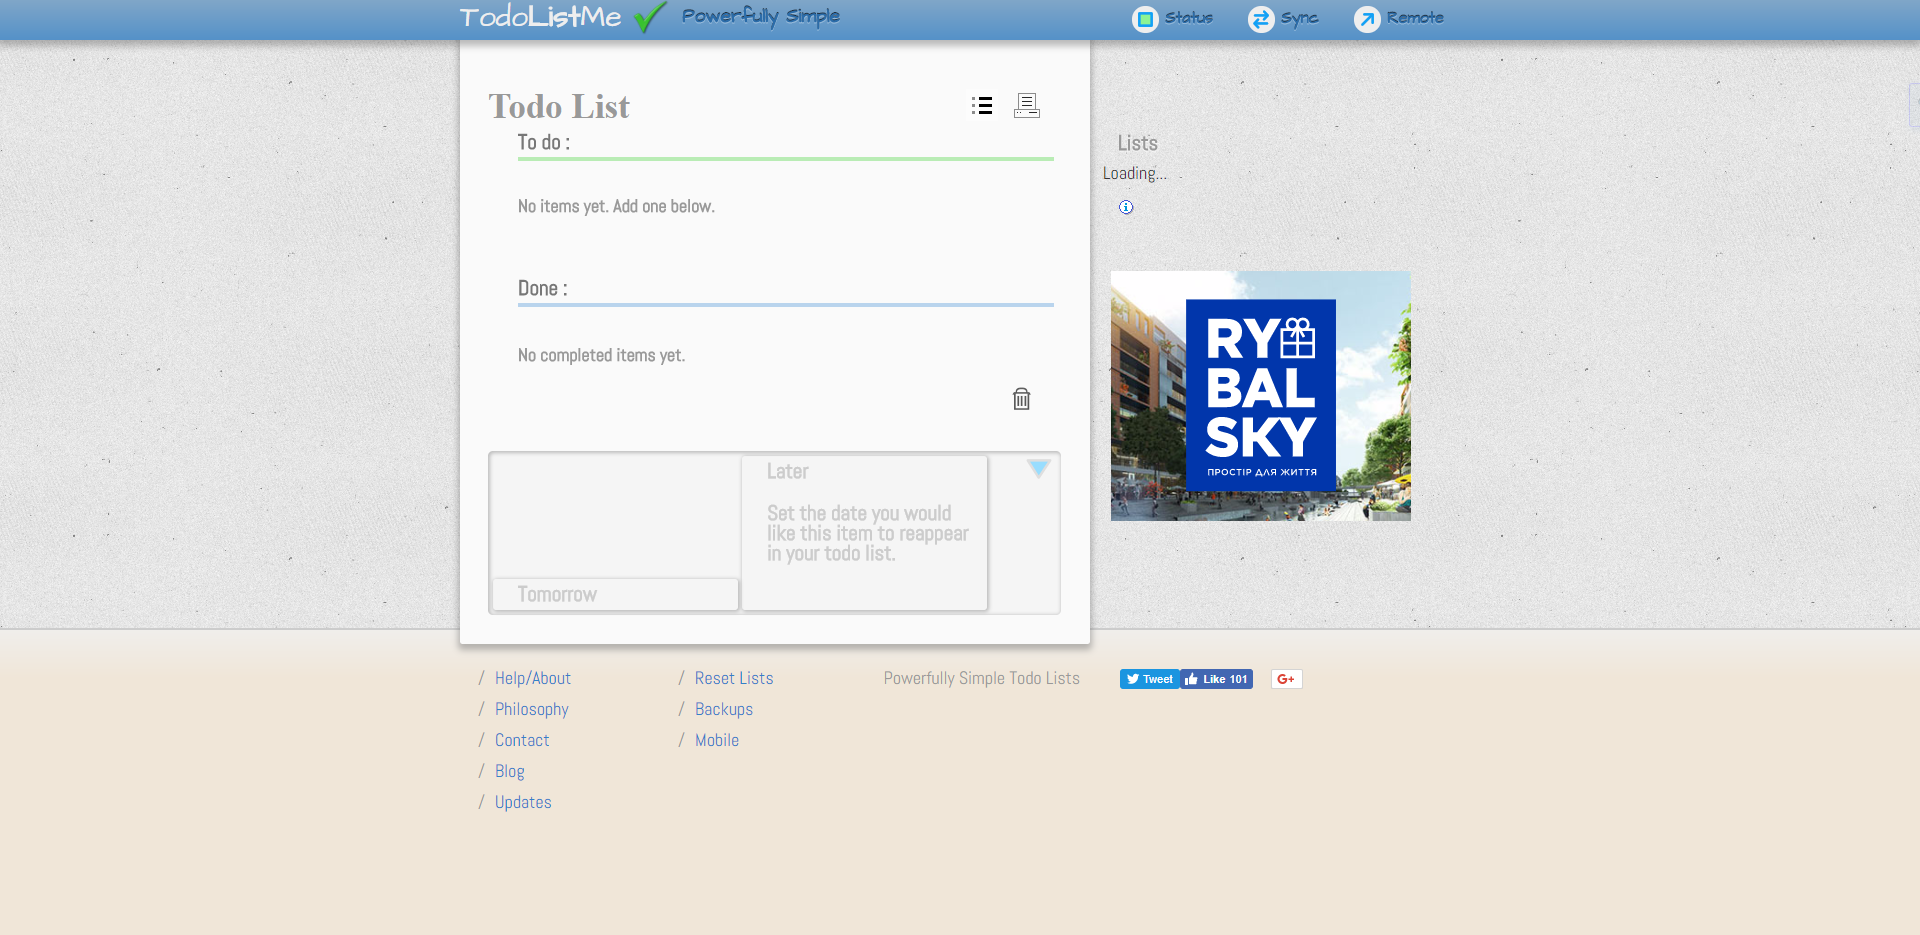 TodoListMe
Powerfully Simple
Status
Sync
Remote
Todo List
To do :
No items yet. Add one below.
Done :
No completed items yet.
Later
Set the date you would
like this item to reappear
in your todo list.
Tomorrow
Lists
Loading...
RY
BAL
SKY
ПРОСТІР ДЛЯ ЖИТТЯ
/ Help/About
/ Philosophy
/ Contact
/ Blog
/ Updates
/ Reset Lists
/ Backups
/ Mobile
Powerfully Simple Todo Lists
Tweet
Like 101
G+